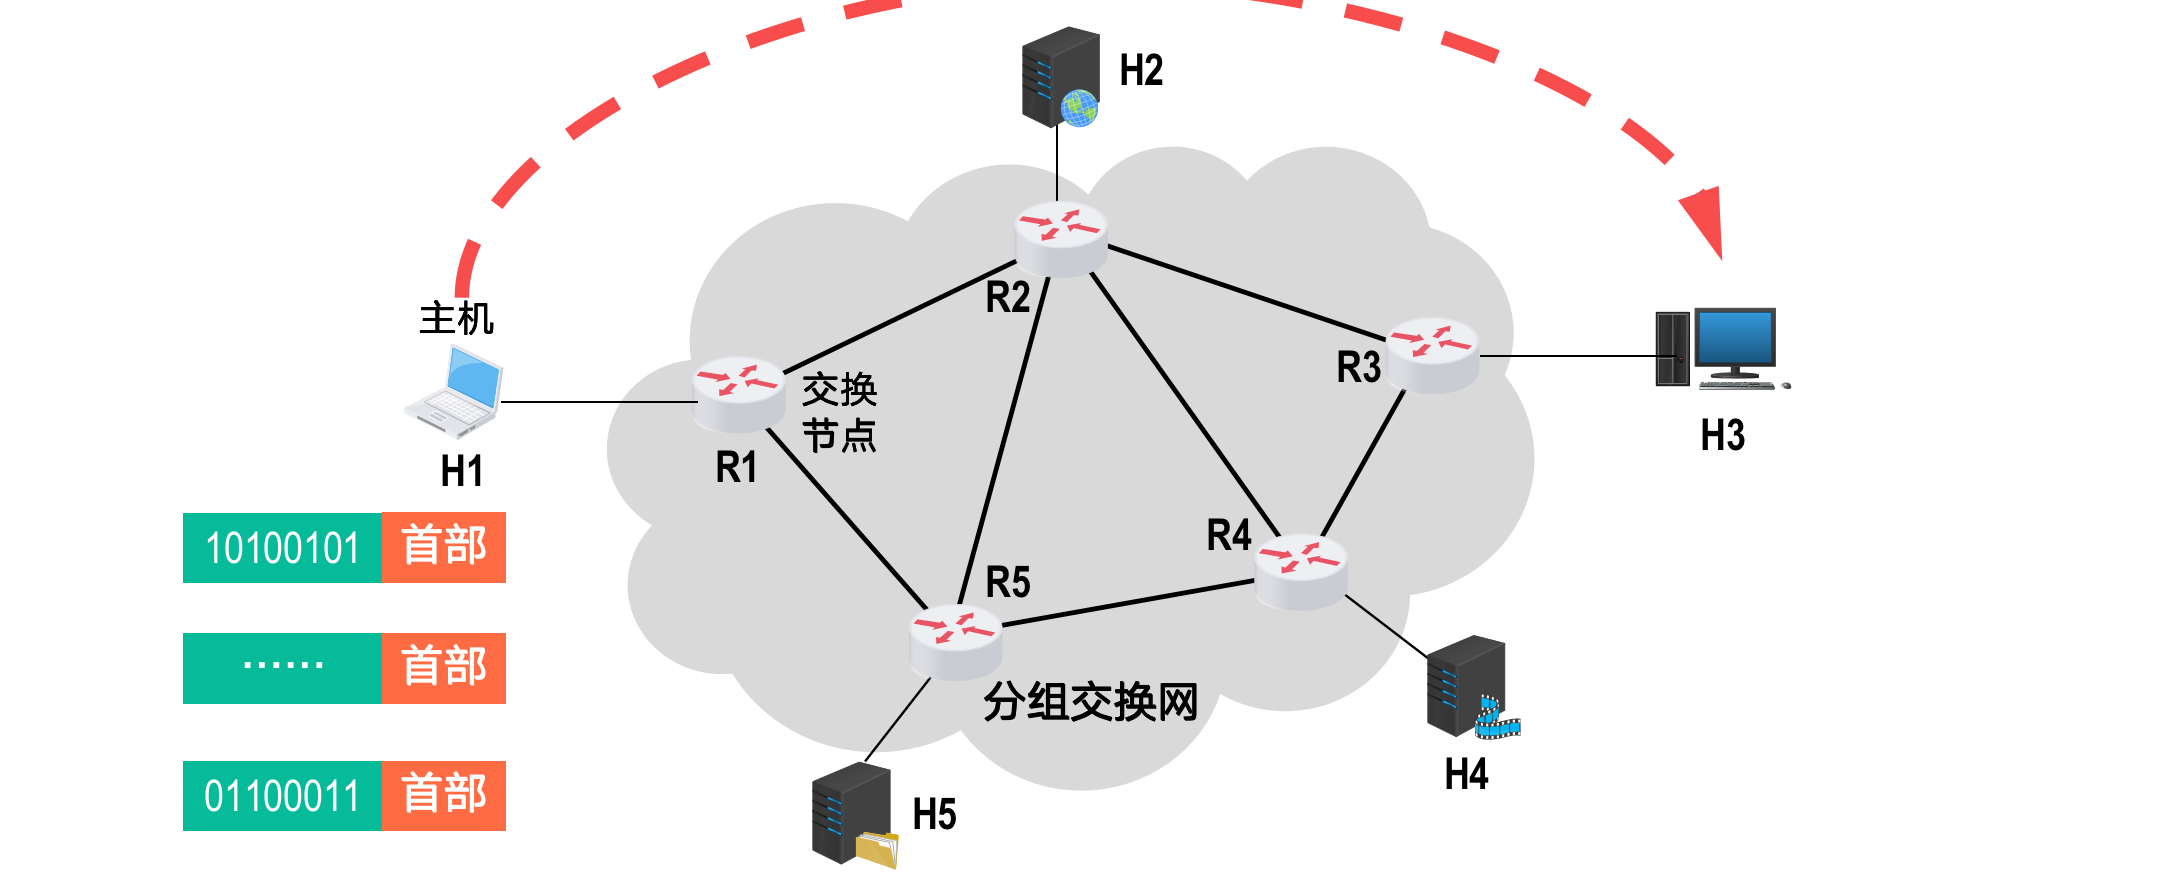 H2
主机
R2
R3
交换
节点
H1
R1
H3
10100101 首部
R4
R5
······ 首部
分组交换网
H4
01100011 首部
H5